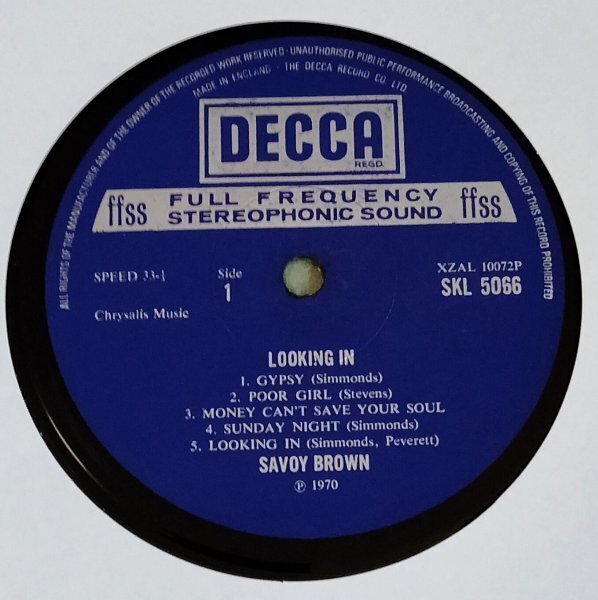 ALL RIGHTS OF THE MANUFACTURER AND OF THE OWNER OF THE RECORDED WORK RESERVED · UNAUTHORISED PUBLIC PERFORMANCE BROADCASTING AND COPYING OF THIS RECORD PROHIBITED
MADE IN ENGLAND · THE DECCA RECORD CO. LTD.
DECCA
REGD.
ffss FULL FREQUENCY ffss
STEREOPHONIC SOUND
SPEED 33⅓ Side XZAL 10072P
1 SKL 5066
Chrysalis Music
LOOKING IN
1. GYPSY (Simmonds)
2. POOR GIRL (Stevens)
3. MONEY CAN'T SAVE YOUR SOUL
4. SUNDAY NIGHT (Simmonds)
5. LOOKING IN (Simmonds, Peverett)
SAVOY BROWN
℗ 1970